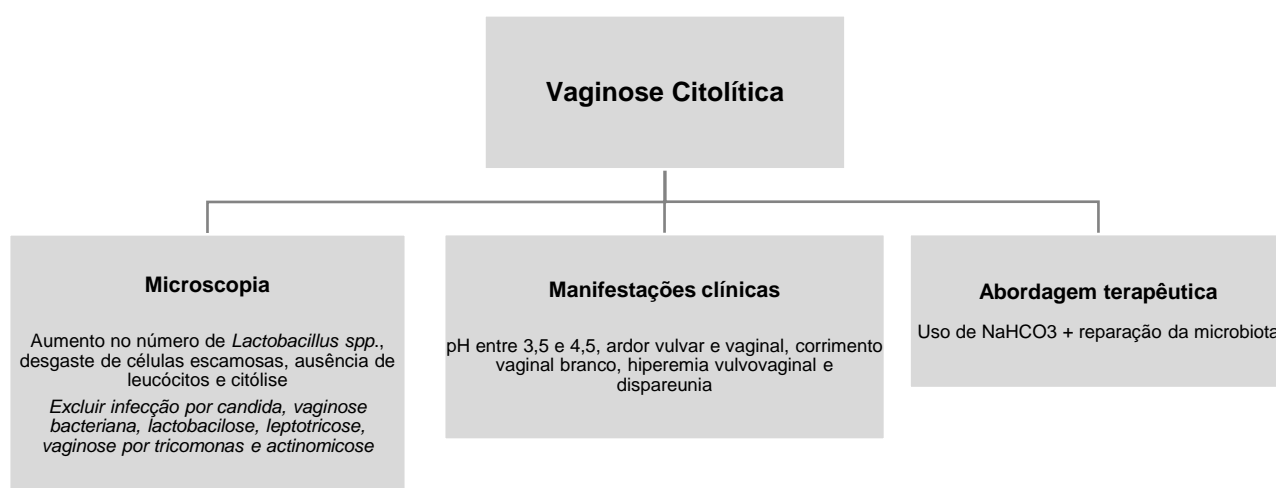 Vaginose Citolítica
Microscopia
Aumento no número de Lactobacillus spp.,
desgaste de células escamosas, ausência de
leucócitos e citólise
Excluir infecção por candida, vaginose
bacteriana, lactobacilose, leptotricose,
vaginose por tricomonas e actinomicose
Manifestações clínicas
pH entre 3,5 e 4,5, ardor vulvar e vaginal, corrimento
vaginal branco, hiperemia vulvovaginal e
dispareunia
Abordagem terapêutica
Uso de NaHCO3 + reparação da microbiota